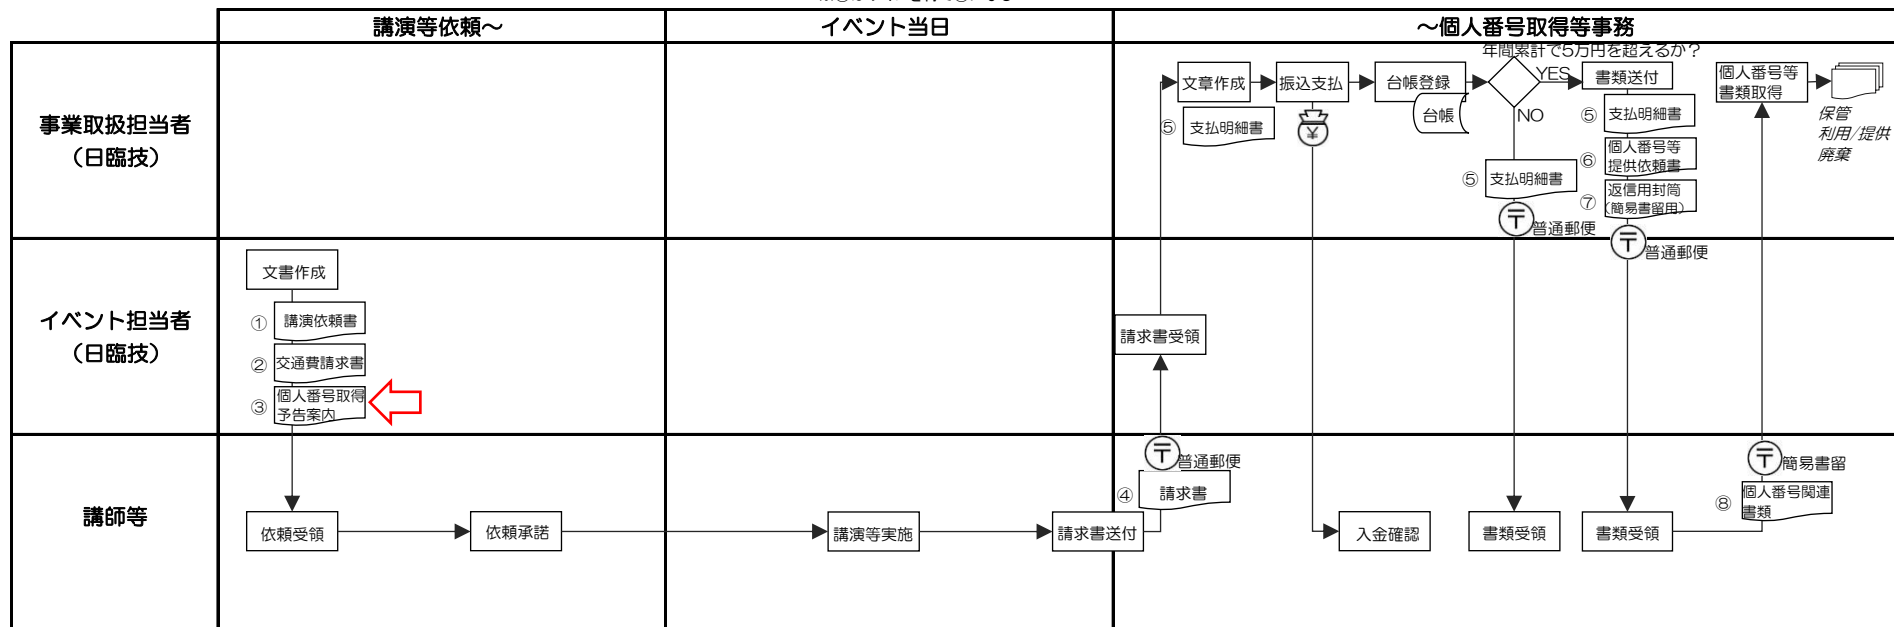 講演等依頼～
イベント当日
～個人番号取得等事務
事業取扱担当者
（日臨技）
年間累計で5万円を超えるか？
文章作成
振込支払
台帳登録
YES
書類送付
個人番号等
書類取得
⑤ 支払明細書
¥
台帳
NO
⑤ 支払明細書
保管
利用/提供
廃棄
⑥ 個人番号等
提供依頼書
⑤ 支払明細書
⑦ 返信用封筒
（簡易書留用）
〒 普通郵便
〒 普通郵便
イベント担当者
（日臨技）
文書作成
① 講演依頼書
② 交通費請求書
③ 個人番号取得
予告案内
請求書受領
講師等
〒 普通郵便
④ 請求書
〒 簡易書留
⑧ 個人番号関連
書類
依頼受領
依頼承諾
講演等実施
請求書送付
入金確認
書類受領
書類受領